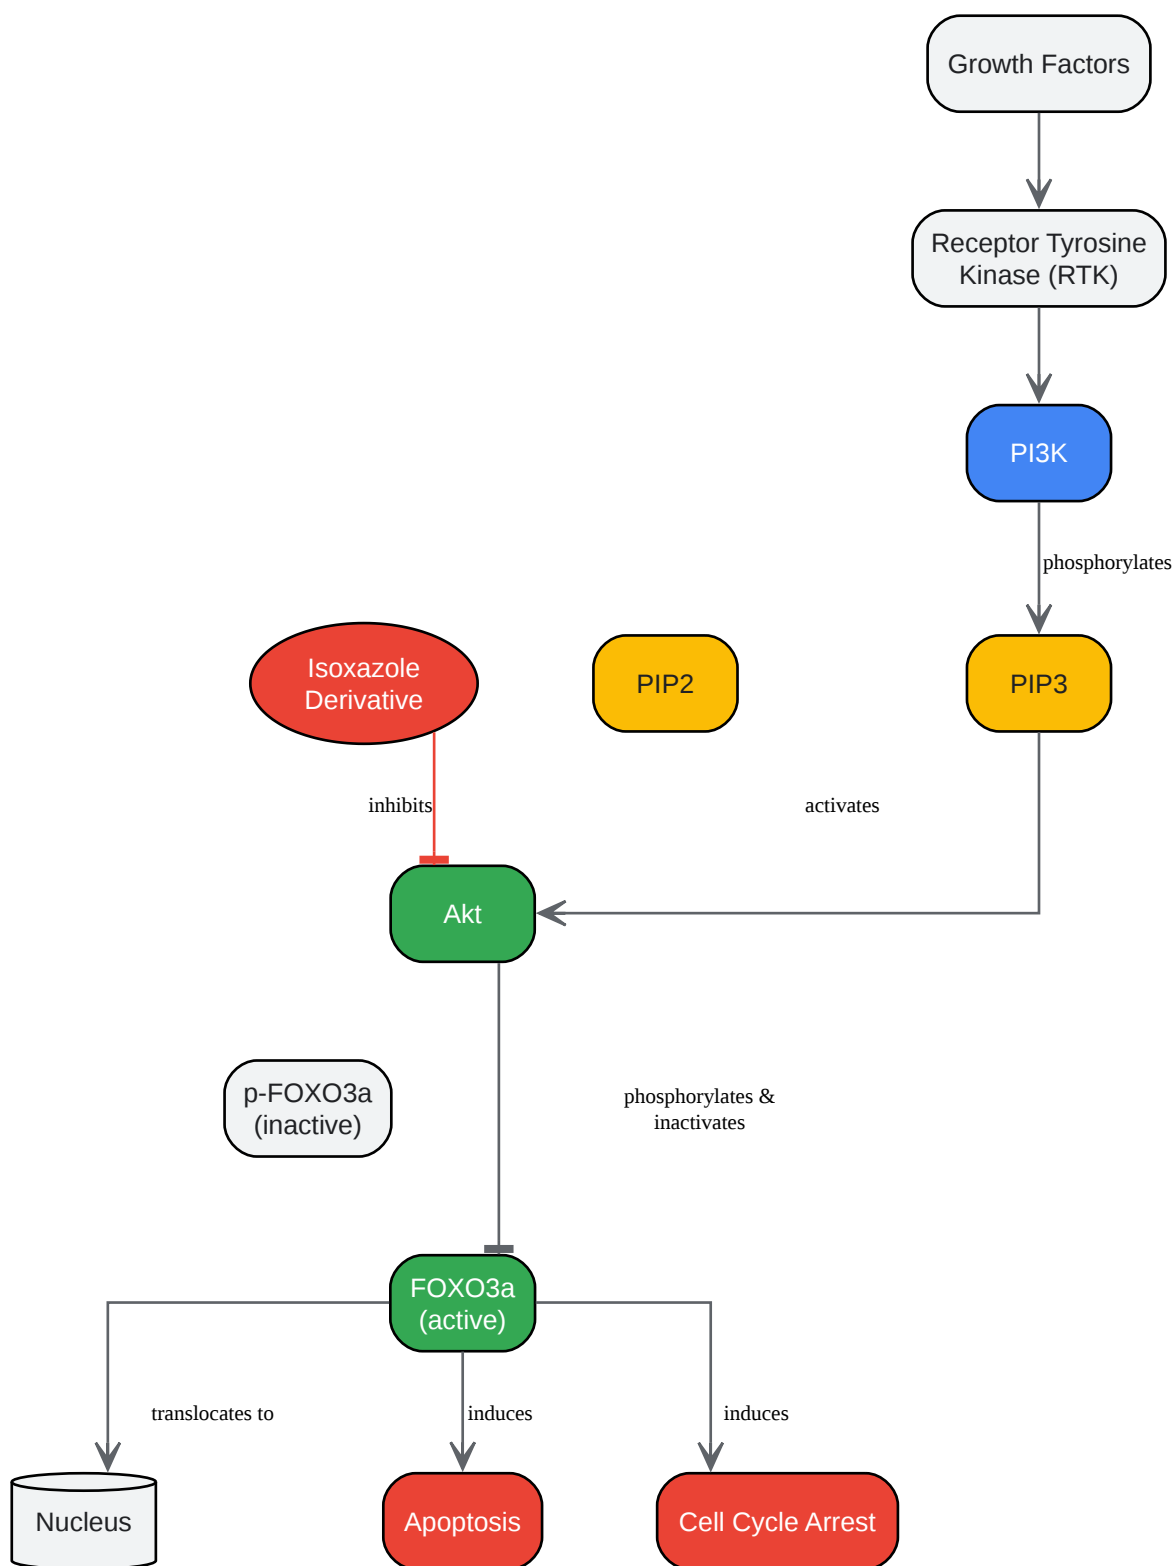 Growth Factors
Receptor Tyrosine
Kinase (RTK)
PI3K
phosphorylates
Isoxazole
Derivative
PIP2
PIP3
inhibits
activates
Akt
p-FOXO3a
(inactive)
phosphorylates &
inactivates
FOXO3a
(active)
translocates to
induces
induces
Nucleus
Apoptosis
Cell Cycle Arrest